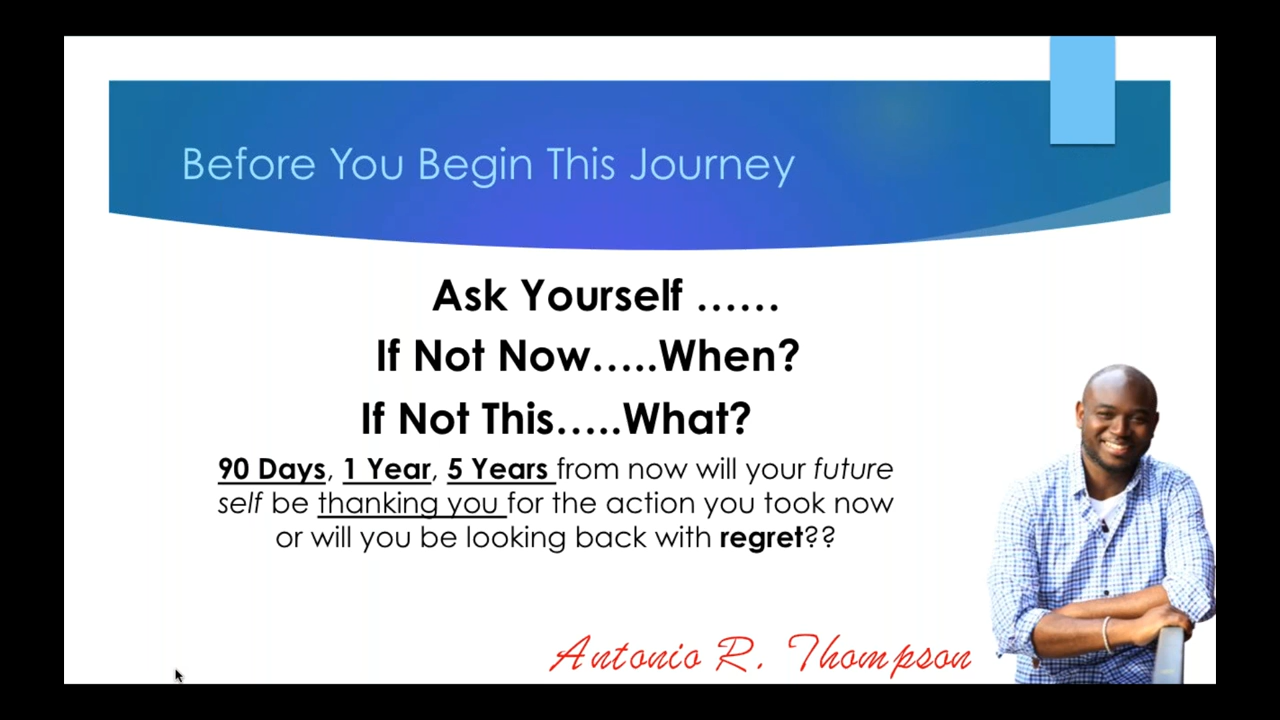 Before You Begin This Journey
Ask Yourself ......
If Not Now.....When?
If Not This.....What?
90 Days, 1 Year, 5 Years from now will your future
self be thanking you for the action you took now
or will you be looking back with regret??
Antonio R. Thompson